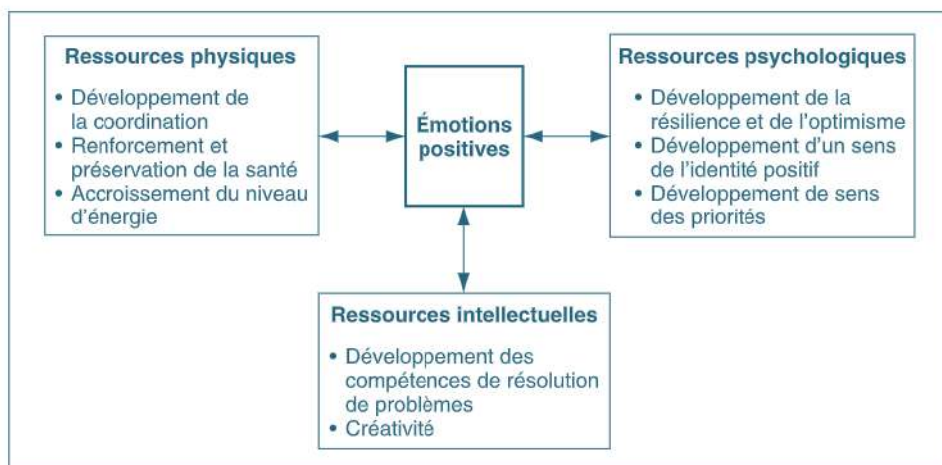 Ressources physiques
• Développement de
la coordination
• Renforcement et
préservation de la santé
• Accroissement du niveau
d'énergie
Émotions
positives
Ressources psychologiques
• Développement de la
résilience et de l'optimisme
• Développement d'un sens
de l'identité positif
• Développement de sens
des priorités
Ressources intellectuelles
• Développement des
compétences de résolution
de problèmes
• Créativité